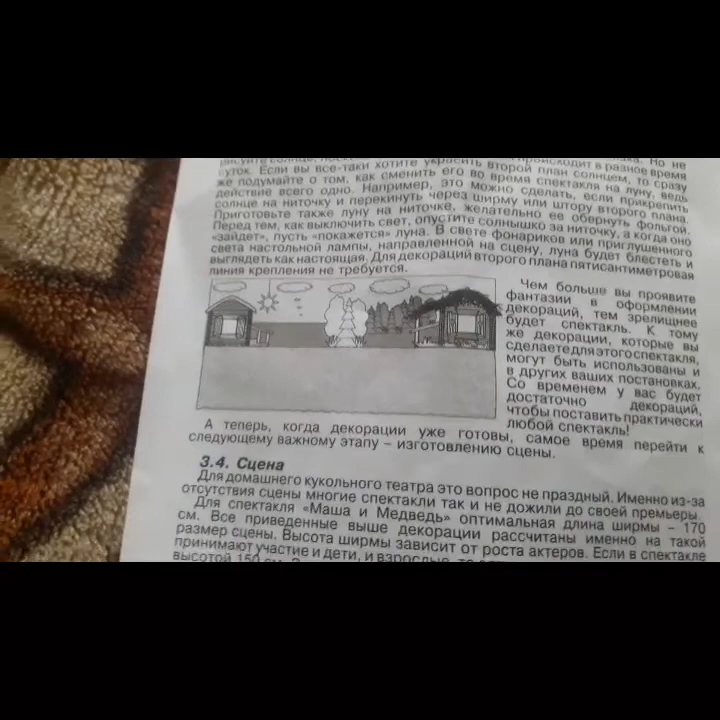 рисуйте солнце, происходит в разное время
суток. Если вы все-таки хотите украсить второй план солнцем, то сразу
же подумайте о том, как сменить его во время спектакля на луну, ведь
действие всего одно. Например, это можно сделать, если прикрепить
солнце на ниточку и перекинуть через ширму или штору второго плана.
Приготовьте также луну на ниточке, желательно ее обернуть фольгой.
Перед тем, как выключить свет, опустите солнышко за ниточку, а когда оно
«зайдет», пусть «покажется» луна. В свете фонариков или приглушенного
света настольной лампы, направленной на сцену, луна будет блестеть и
выглядеть как настоящая. Для декораций второго плана пятисантиметровая
линия крепления не требуется.
Чем больше вы проявите
фантазии в оформлении
декораций, тем зрелищнее
будет спектакль. К тому
же декорации, которые вы
сделаете для этого спектакля,
могут быть использованы и
в других ваших постановках.
Со временем у вас будет
достаточно декораций,
чтобы поставить практически
любой спектакль!
А теперь, когда декорации уже готовы, самое время перейти к
следующему важному этапу – изготовлению сцены.
3.4. Сцена
Для домашнего кукольного театра это вопрос не праздный. Именно из-за
отсутствия сцены многие спектакли так и не дожили до своей премьеры.
Для спектакля «Маша и Медведь» оптимальная длина ширмы – 170
см. Все приведенные выше декорации рассчитаны именно на такой
размер сцены. Высота ширмы зависит от роста актеров. Если в спектакле
принимают участие и дети, и взрослые, то
высотой 150 см.